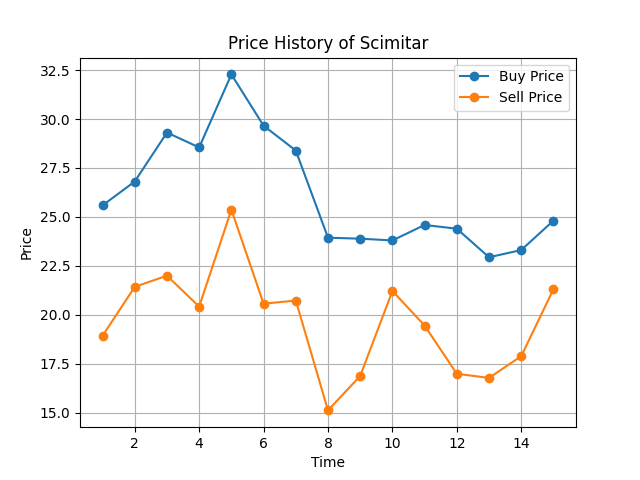 Price History of Scimitar
Buy Price
Sell Price
Price
32.5
30.0
27.5
25.0
22.5
20.0
17.5
15.0
2 4 6 8 10 12 14
Time